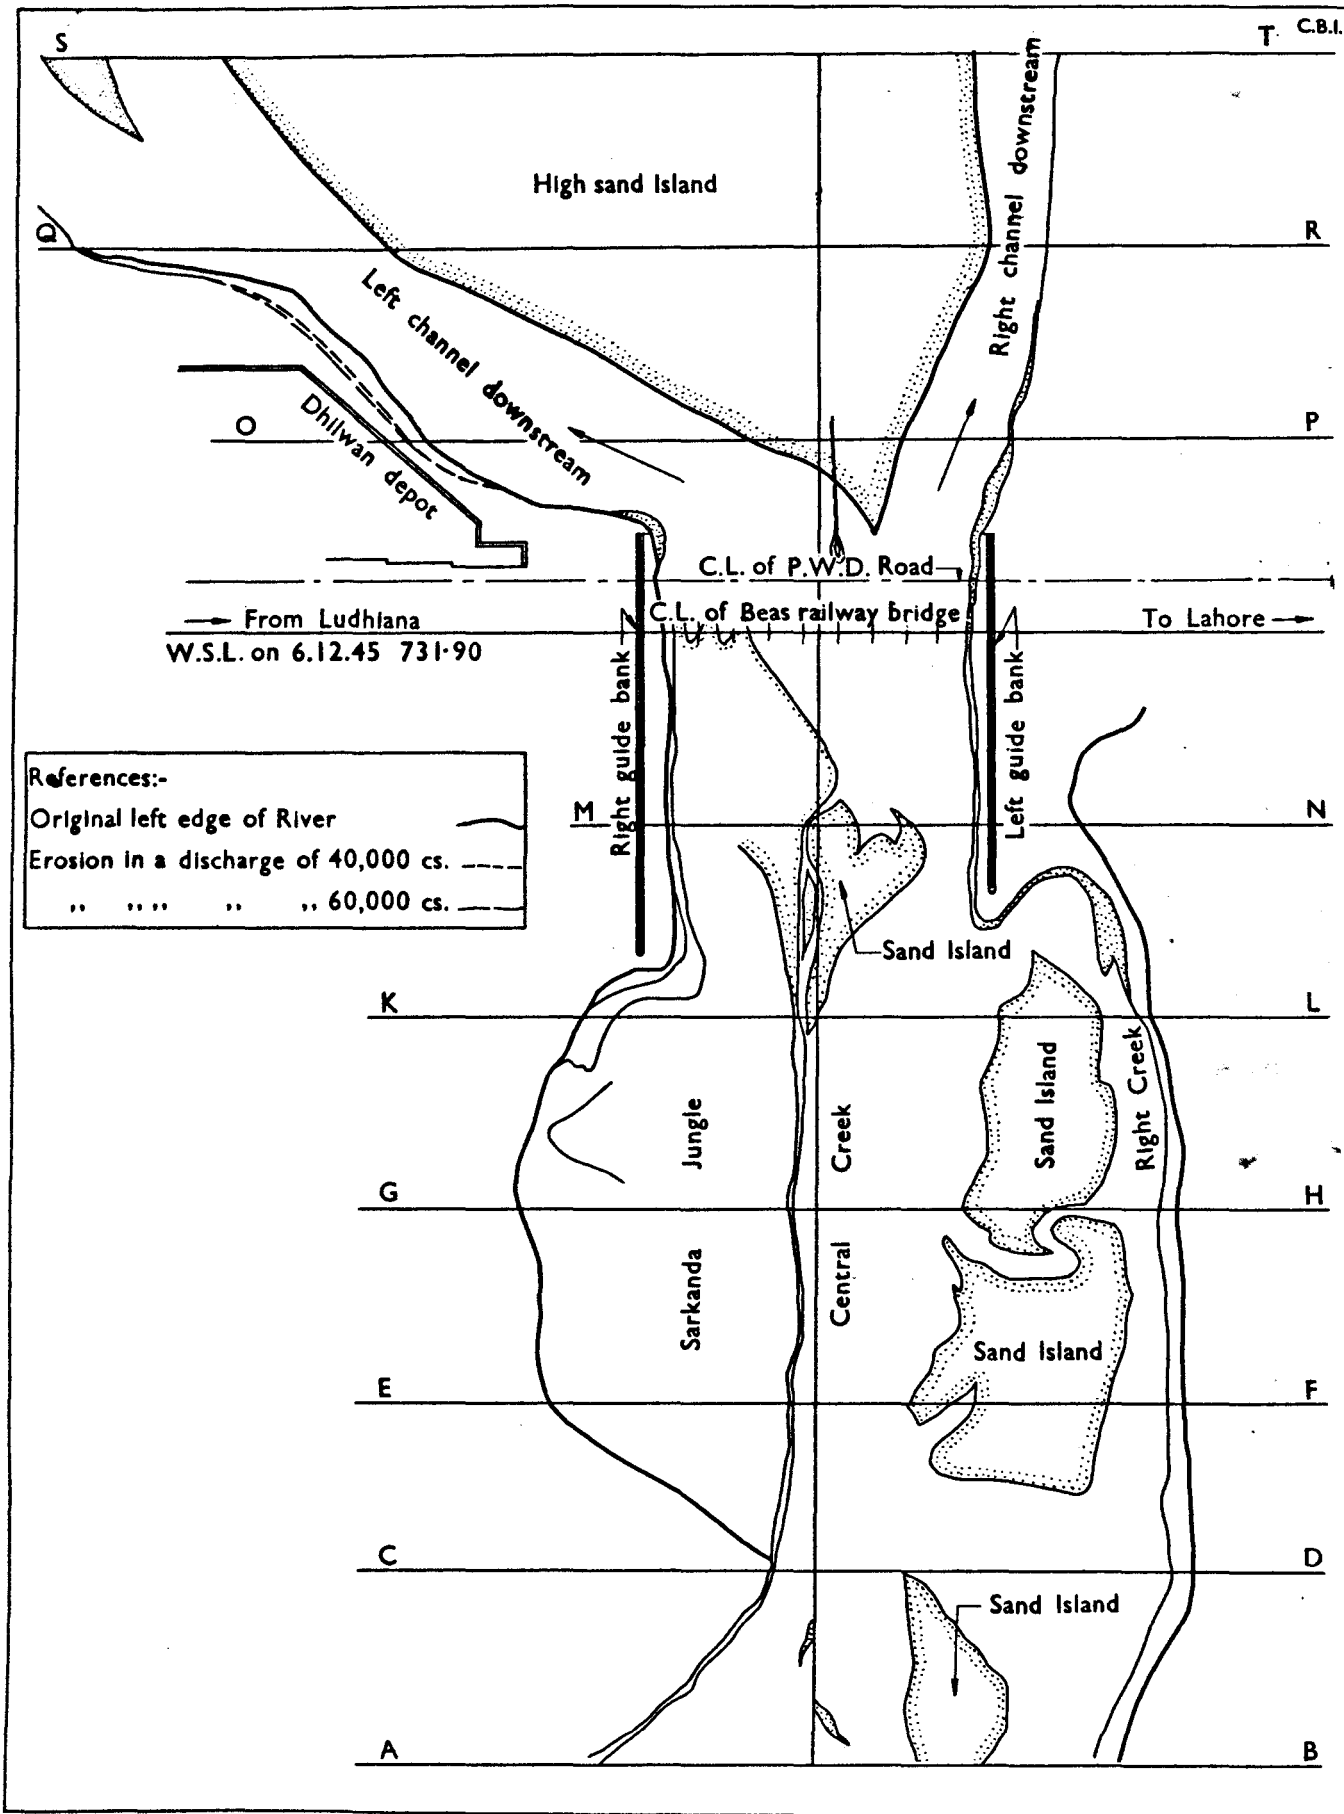 S
T
C.B.I.
High sand Island
Right channel downstream
Q
R
Left channel downstream
O
P
Dhilwan depot
C.L. of P.W.D. Road
C.L. of Beas railway bridge
From Ludhiana
To Lahore
W.S.L. on 6.12.45 731·90
Right guide bank
Left guide bank
References:-
Original left edge of River
Erosion in a discharge of 40,000 cs.
,, ,, ,, ,, ,, 60,000 cs.
M
N
Sand Island
K
L
Right Creek
Sand Island
Sarkanda Jungle
Central Creek
G
H
Sand Island
E
F
C
D
Sand Island
A
B